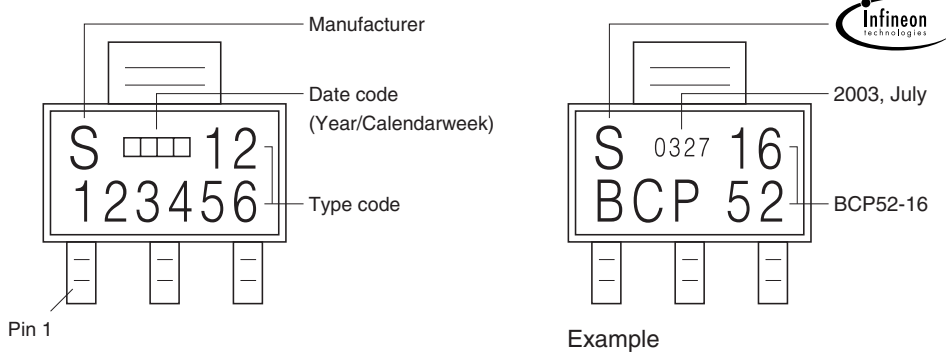 Manufacturer
Date code
(Year/Calendarweek)
S 12
123456
Type code
Pin 1
Infineon
technologies
2003, July
S 0327 16
BCP 52
BCP52-16
Example